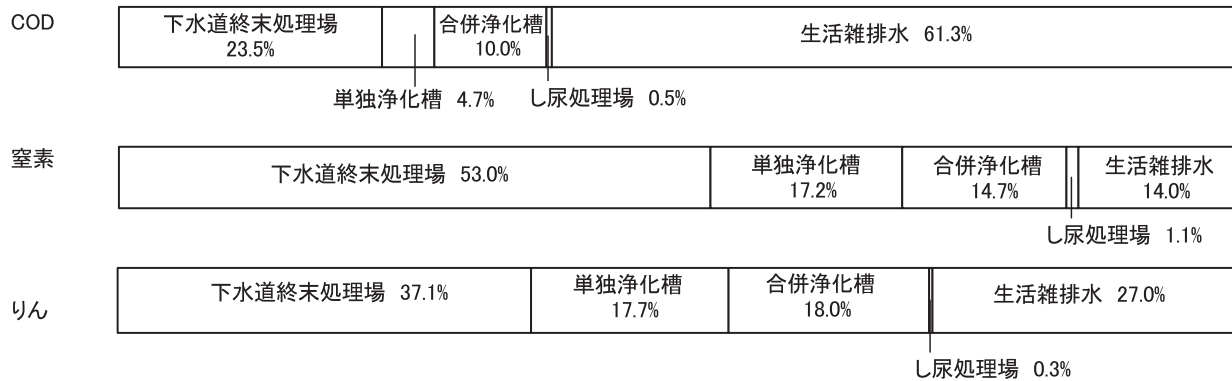 COD
下水道終末処理場
23.5%
合併浄化槽
10.0%
生活雑排水 61.3%
単独浄化槽 4.7%
し尿処理場 0.5%
窒素
下水道終末処理場 53.0%
単独浄化槽
17.2%
合併浄化槽
14.7%
生活雑排水
14.0%
し尿処理場 1.1%
りん
下水道終末処理場 37.1%
単独浄化槽
17.7%
合併浄化槽
18.0%
生活雑排水 27.0%
し尿処理場 0.3%